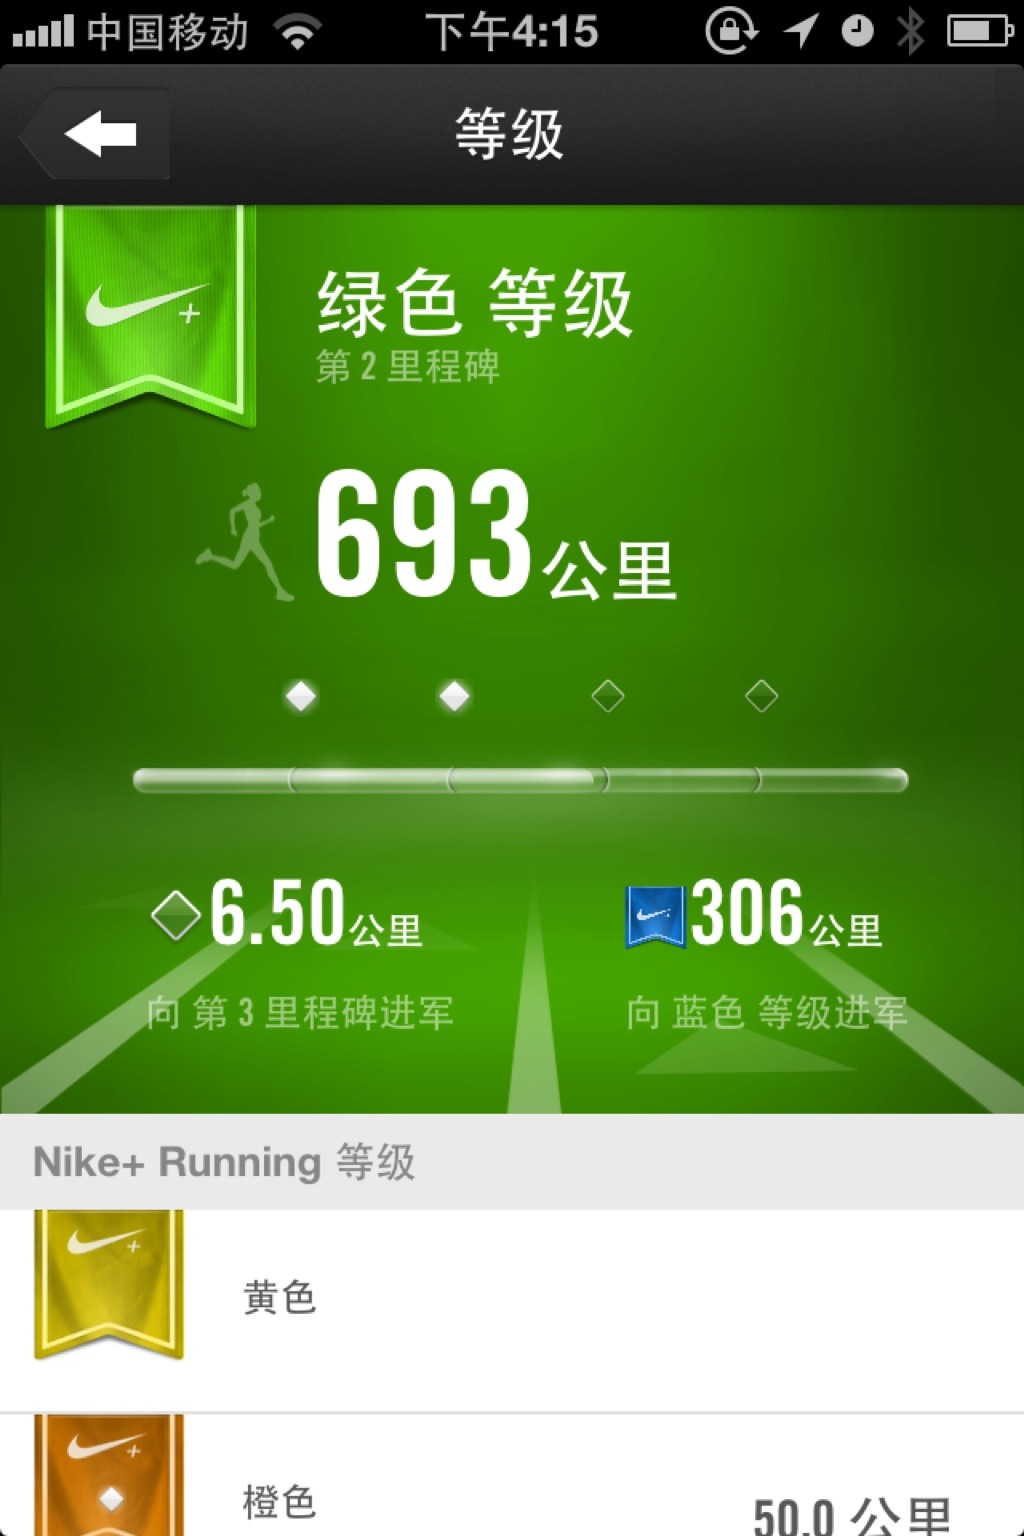 中国移动 下午4:15
等级
绿色 等级
第 2 里程碑
693公里
6.50公里 306公里
向 第 3 里程碑进军 向 蓝色 等级进军
Nike+ Running 等级
黄色
橙色 50.0 公里